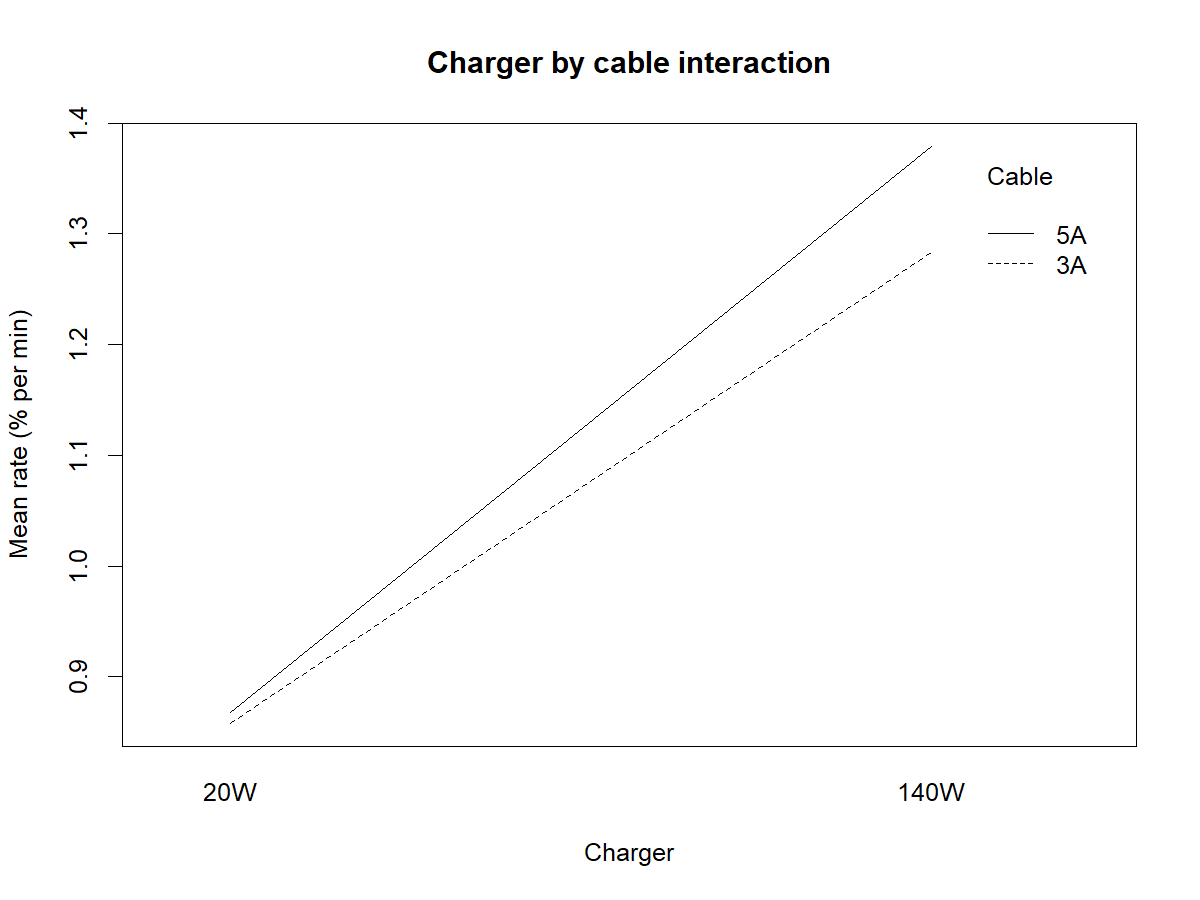 Charger by cable interaction
Mean rate (% per min)
1.4
1.3
1.2
1.1
1.0
0.9
Cable
5A
3A
20W
140W
Charger